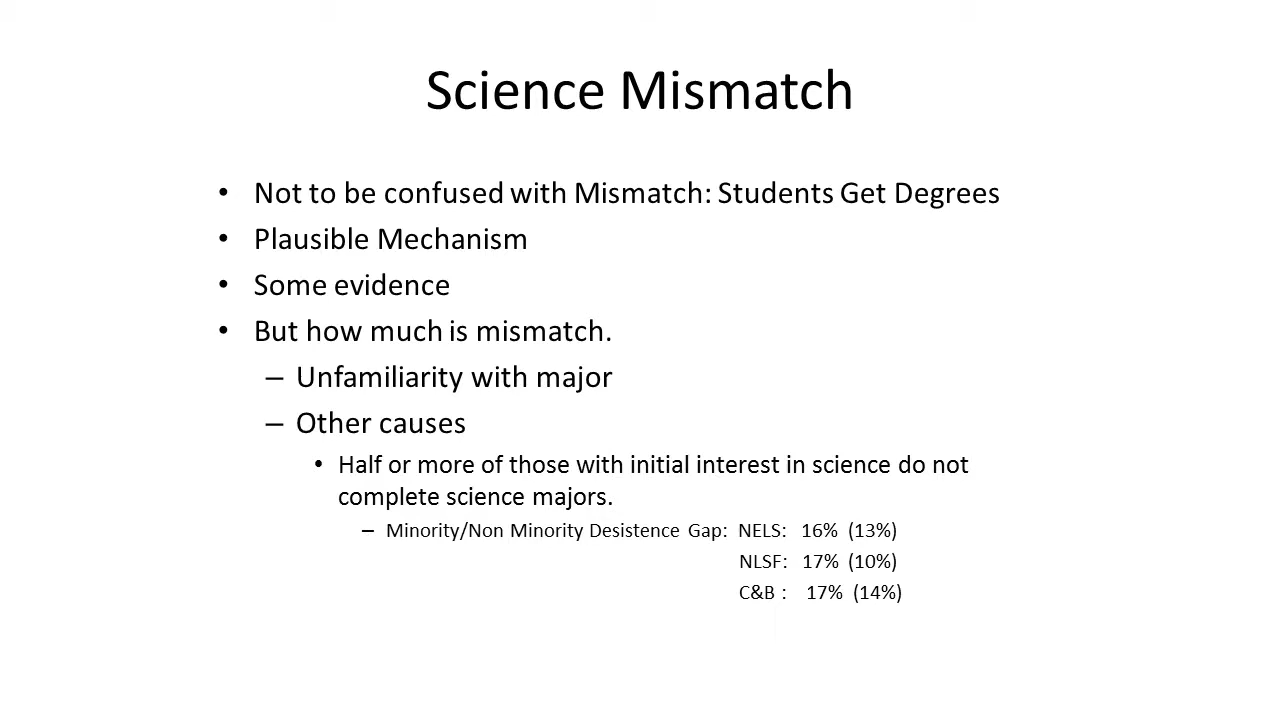 Science Mismatch
• Not to be confused with Mismatch: Students Get Degrees
• Plausible Mechanism
• Some evidence
• But how much is mismatch.
– Unfamiliarity with major
– Other causes
• Half or more of those with initial interest in science do not
complete science majors.
– Minority/Non Minority Desistence Gap: NELS: 16% (13%)
NLSF: 17% (10%)
C&B : 17% (14%)